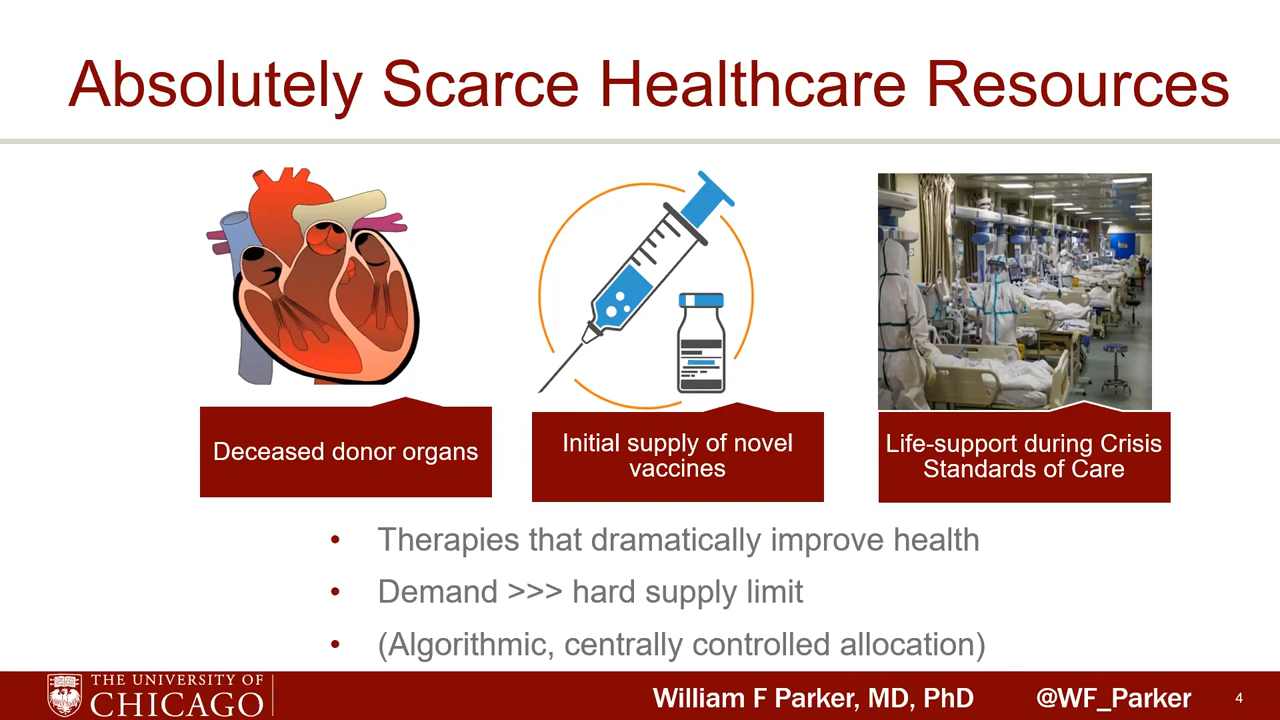 Absolutely Scarce Healthcare Resources
Deceased donor organs
Initial supply of novel
vaccines
Life-support during Crisis
Standards of Care
• Therapies that dramatically improve health
• Demand >>> hard supply limit
• (Algorithmic, centrally controlled allocation)
THE UNIVERSITY OF
CHICAGO
William F Parker, MD, PhD
@WF_Parker
4